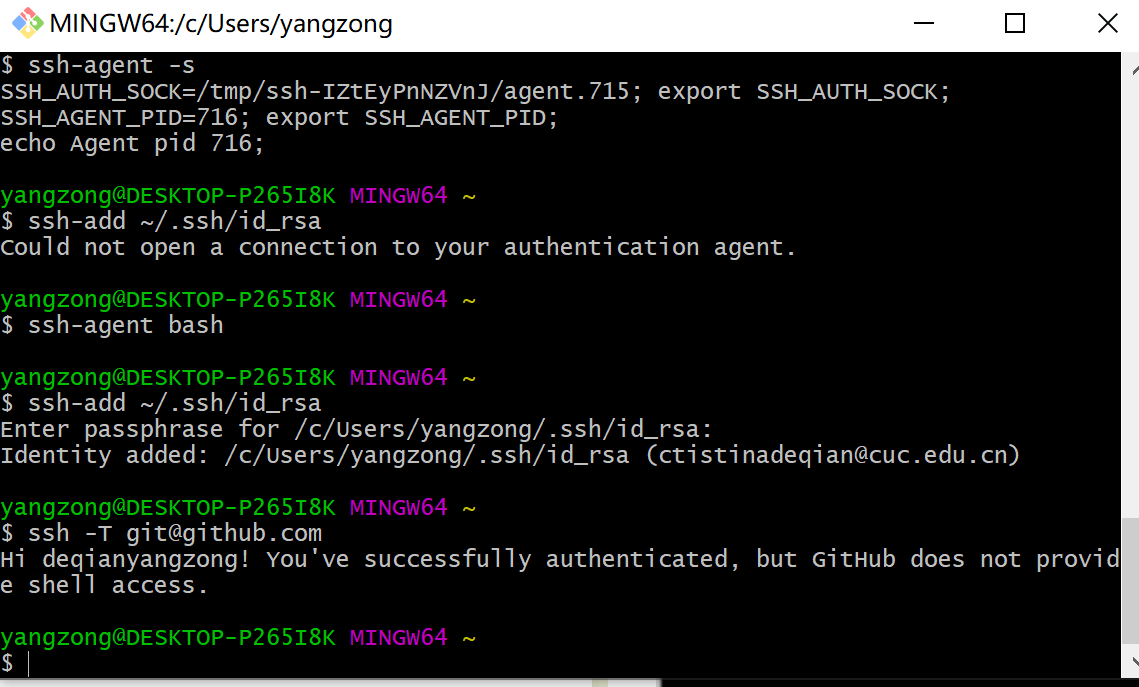 MINGW64:/c/Users/yangzong
$ ssh-agent -s
SSH_AUTH_SOCK=/tmp/ssh-IZtEyPnNZVnJ/agent.715; export SSH_AUTH_SOCK;
SSH_AGENT_PID=716; export SSH_AGENT_PID;
echo Agent pid 716;
yangzong@DESKTOP-P265I8K MINGW64 ~
$ ssh-add ~/.ssh/id_rsa
Could not open a connection to your authentication agent.
yangzong@DESKTOP-P265I8K MINGW64 ~
$ ssh-agent bash
yangzong@DESKTOP-P265I8K MINGW64 ~
$ ssh-add ~/.ssh/id_rsa
Enter passphrase for /c/Users/yangzong/.ssh/id_rsa:
Identity added: /c/Users/yangzong/.ssh/id_rsa (ctistinadeqian@cuc.edu.cn)
yangzong@DESKTOP-P265I8K MINGW64 ~
$ ssh -T git@github.com
Hi deqianyangzong! You've successfully authenticated, but GitHub does not provid
e shell access.
yangzong@DESKTOP-P265I8K MINGW64 ~
$